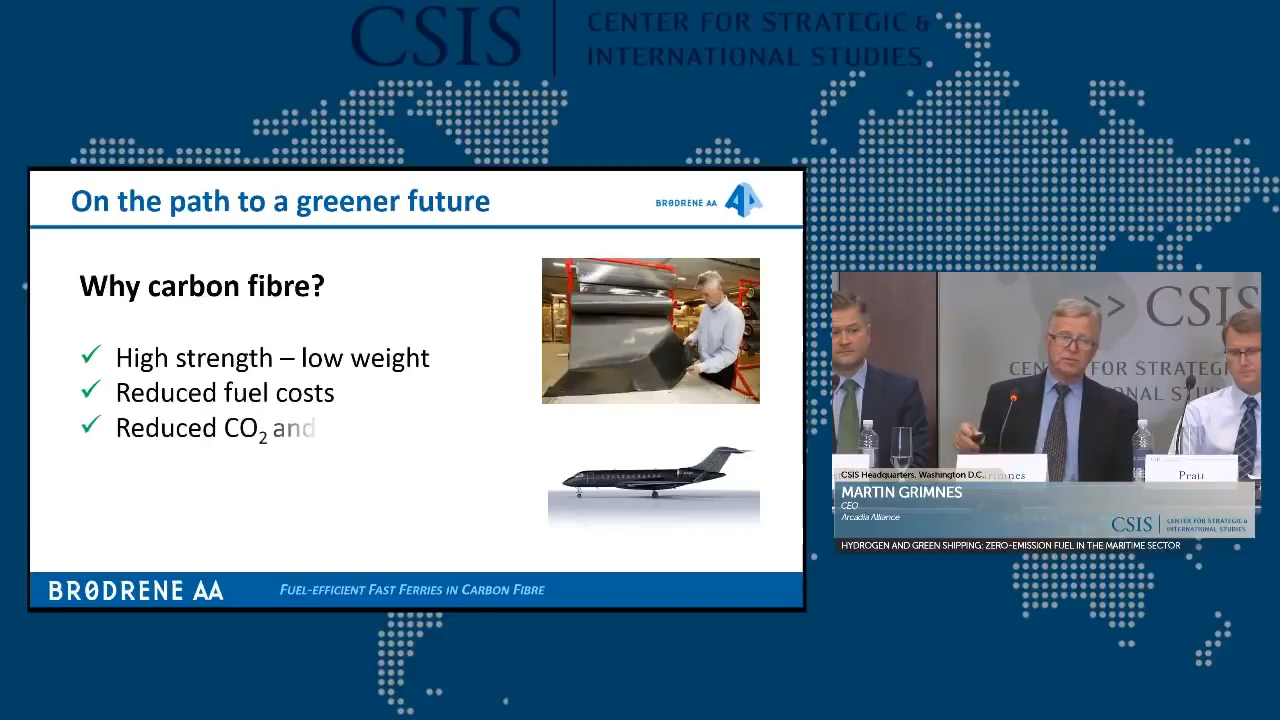 CSIS
CENTER FOR STRATEGIC &
INTERNATIONAL STUDIES
On the path to a greener future
BRØDRENE AA
Why carbon fibre?
✓ High strength – low weight
✓ Reduced fuel costs
✓ Reduced CO₂ and
BRØDRENE AA
FUEL-EFFICIENT FAST FERRIES IN CARBON FIBRE
>> CSIS
CENTER FOR STRATEGI
Grimnes
Pratt
CSIS Headquarters, Washington D.C.
MARTIN GRIMNES
CEO
Arcadia Alliance
CSIS
CENTER FOR STRATEGIC &
INTERNATIONAL STUDIES
HYDROGEN AND GREEN SHIPPING: ZERO-EMISSION FUEL IN THE MARITIME SECTOR